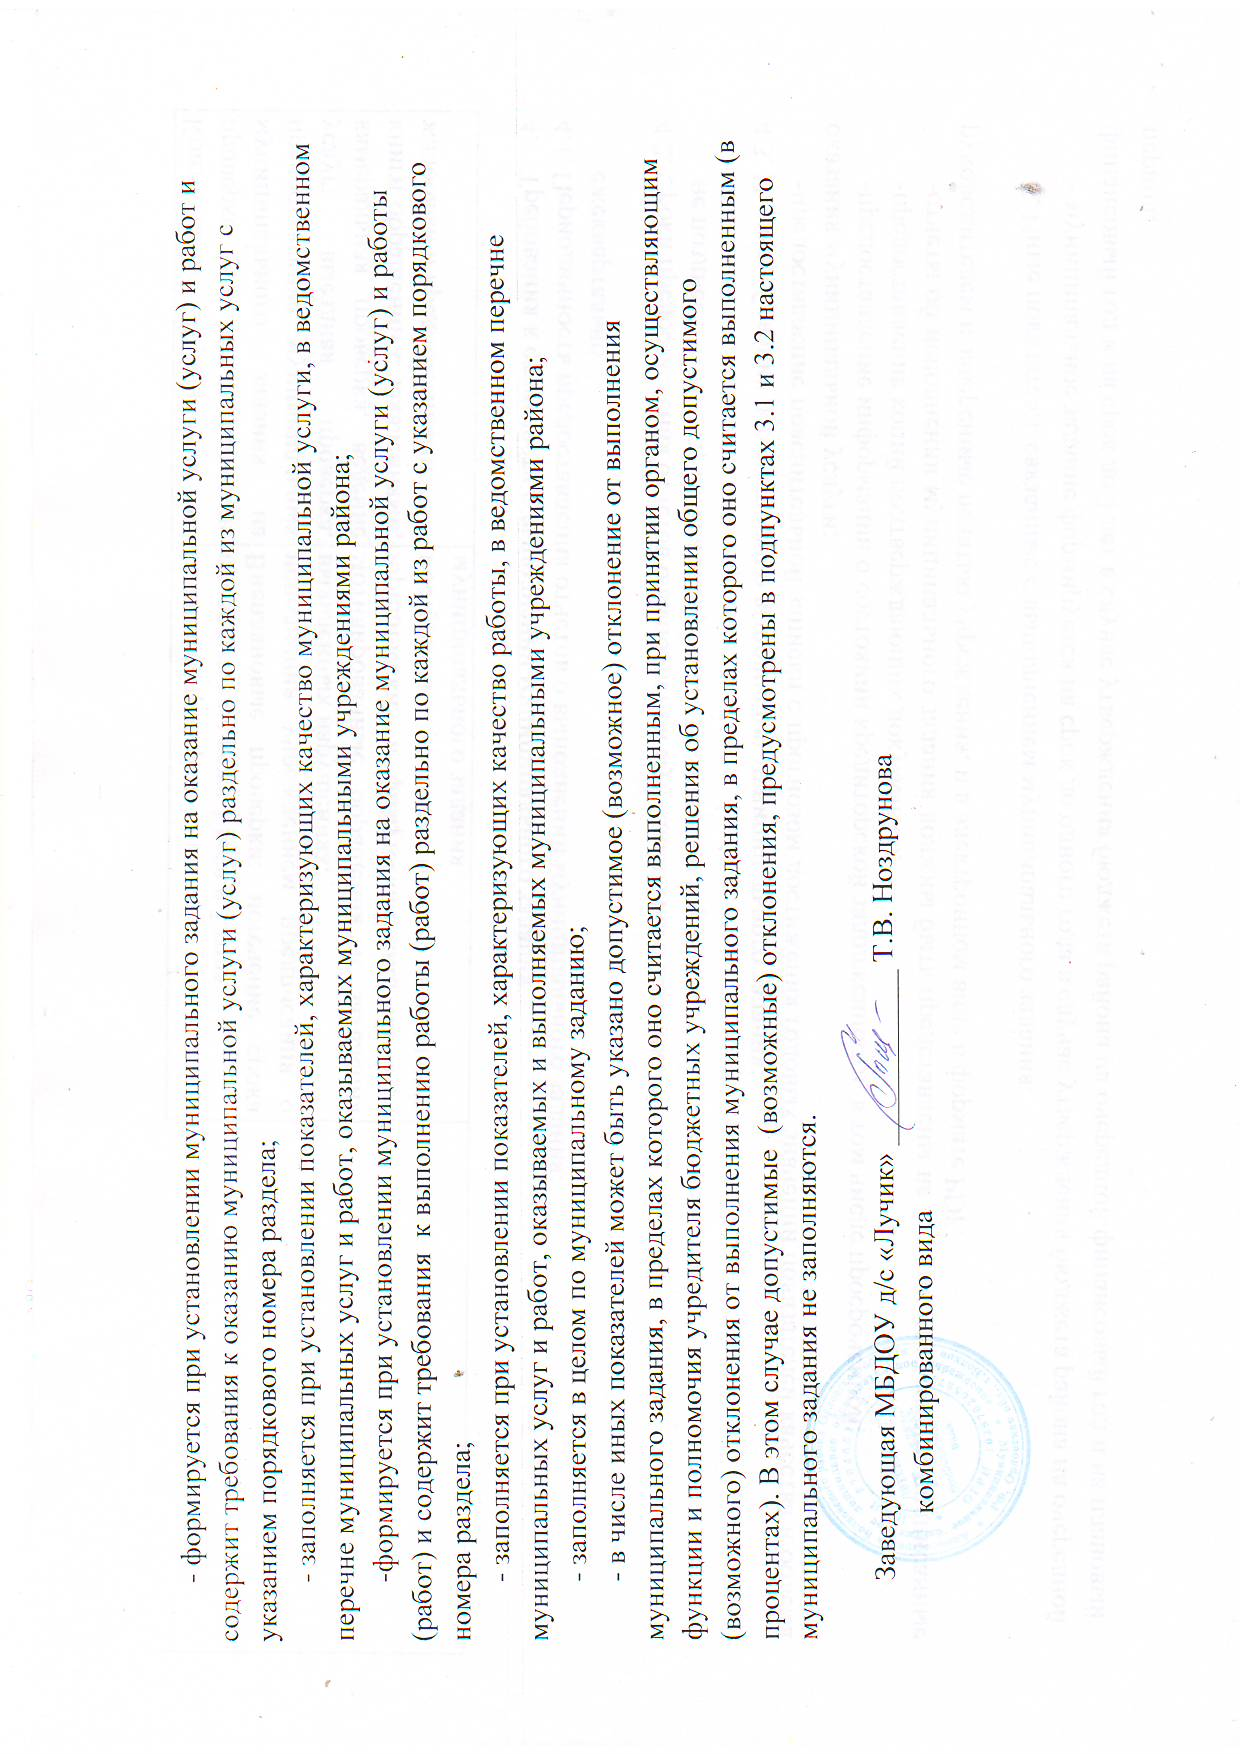 - формируется при установлении муниципального задания на оказание муниципальной услуги (услуг) и работ и
содержит требования к оказанию муниципальной услуги (услуг) раздельно по каждой из муниципальных услуг с
указанием порядкового номера раздела;
- заполняется при установлении показателей, характеризующих качество муниципальной услуги, в ведомственном
перечне муниципальных услуг и работ, оказываемых муниципальными учреждениями района;
-формируется при установлении муниципального задания на оказание муниципальной услуги (услуг) и работы
(работ) и содержит требования к выполнению работы (работ) раздельно по каждой из работ с указанием порядкового
номера раздела;
- заполняется при установлении показателей, характеризующих качество работы, в ведомственном перечне
муниципальных услуг и работ, оказываемых и выполняемых муниципальными учреждениями района;
- заполняется в целом по муниципальному заданию;
- в числе иных показателей может быть указано допустимое (возможное) отклонение от выполнения
муниципального задания, в пределах которого оно считается выполненным, при принятии органом, осуществляющим
функции и полномочия учредителя бюджетных учреждений, решения об установлении общего допустимого
(возможного) отклонения от выполнения муниципального задания, в пределах которого оно считается выполненным (в
процентах). В этом случае допустимые (возможные) отклонения, предусмотрены в подпунктах 3.1 и 3.2 настоящего
муниципального задания не заполняются.
Заведующая МБДОУ д/с «Лучик» Т.В. Ноздрунова
комбинированного вида